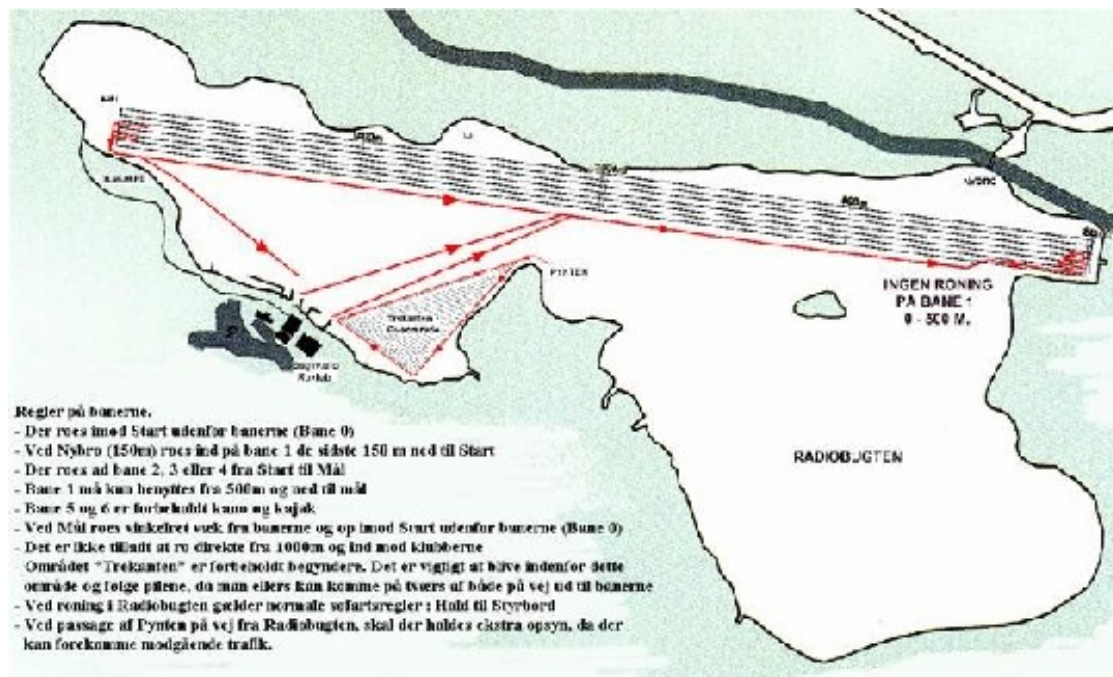 PYNTEN
INGEN RONING
PÅ BANE 1
0 - 500 M.
RADIOBUGTEN
Regler på banerne.
- Der roes imod Start udenfor banerne (Bane 0)
- Ved Nybro (150m) roes ind på bane 1 de sidste 150 m ned til Start
- Der roes ad bane 2, 3 eller 4 fra Start til Mål
- Bane 1 må kun benyttes fra 500m og ned til mål
- Bane 5 og 6 er forbeholdt kano og kajak
- Ved Mål roes vinkelret væk fra banerne og op imod Start udenfor banerne (Bane 0)
- Det er ikke tilladt at ro direkte fra 1000m og ind mod klubberne
Området "Trekanten" er forbeholdt begyndere. Det er vigtigt at blive indenfor dette
område og følge pilene, da man ellers kan komme på tværs af både på vej ud til banerne
- Ved roning i Radiobugten gælder normale søfartsregler : Hold til Styrbord
- Ved passage af Pynten på vej fra Radiobugten, skal der holdes ekstra opsyn, da der
kan forekomme modgående trafik.